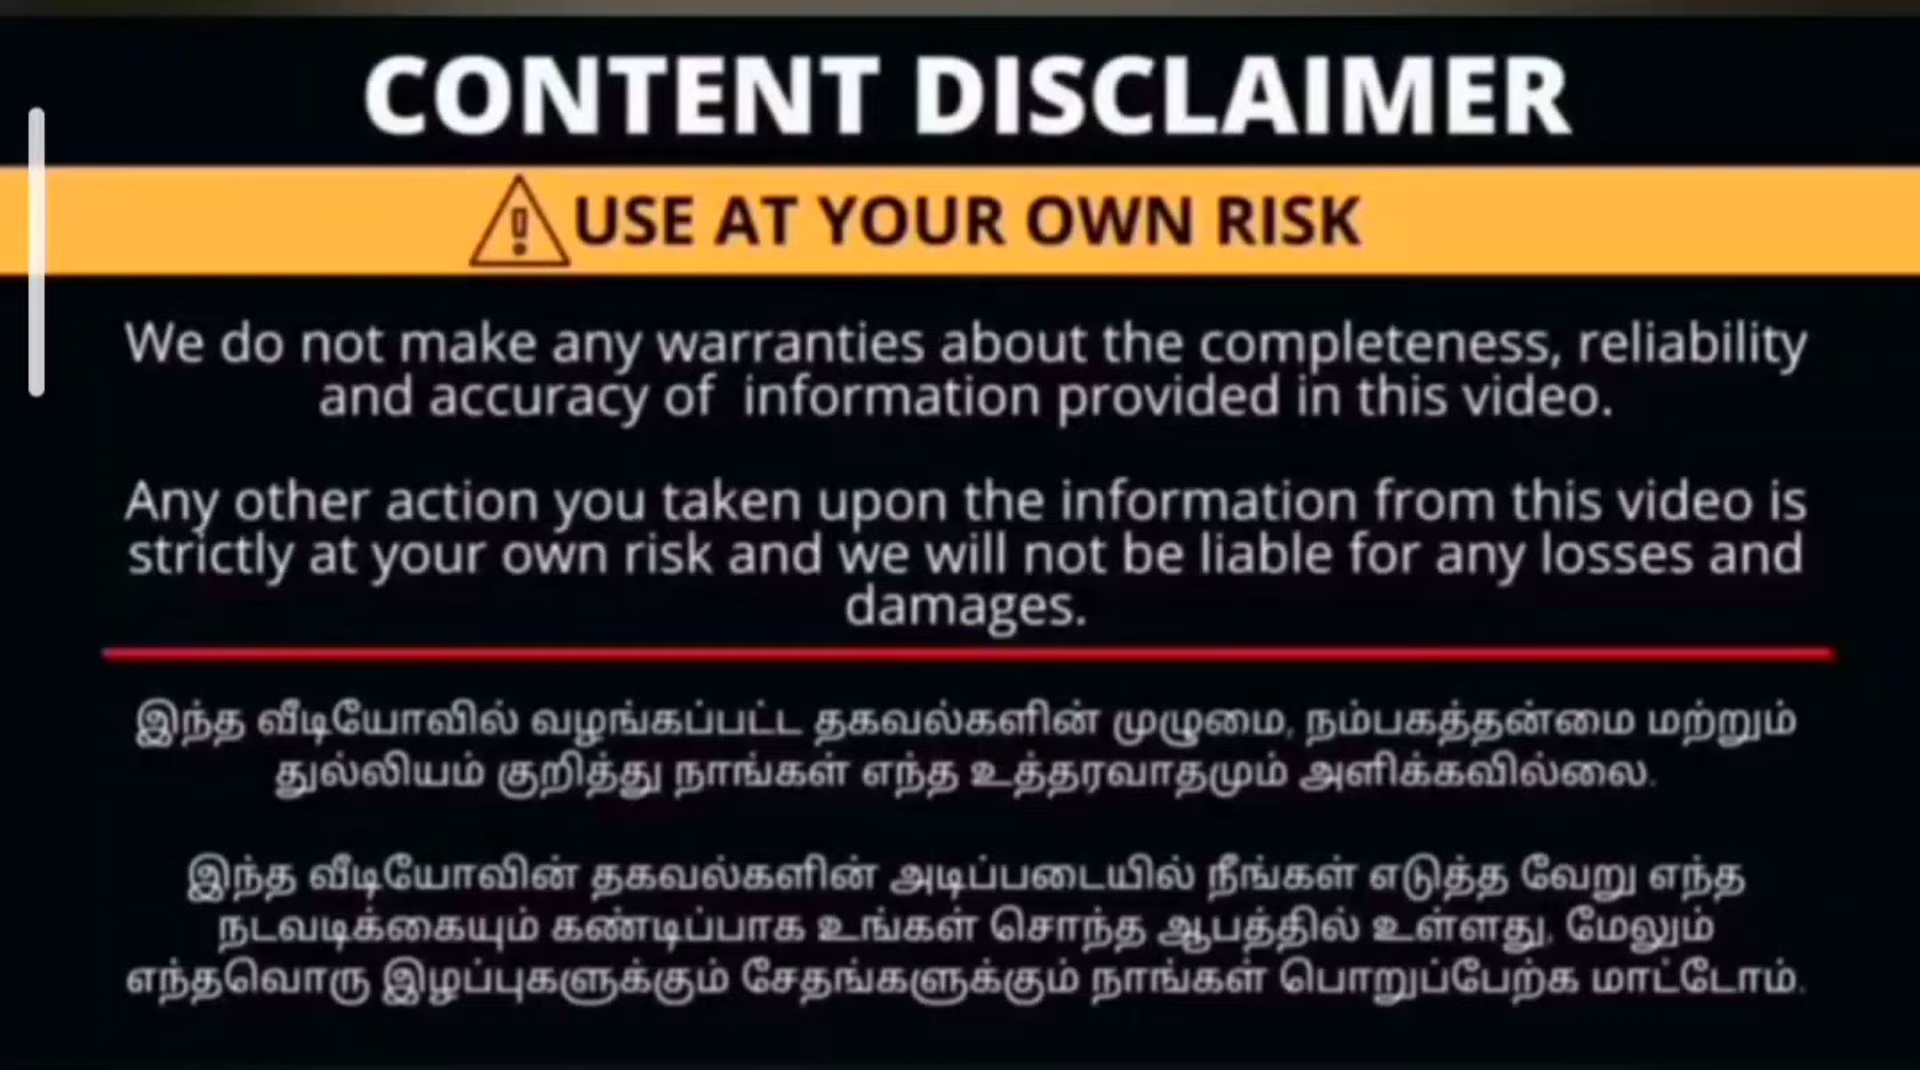 CONTENT DISCLAIMER
USE AT YOUR OWN RISK
We do not make any warranties about the completeness, reliability
and accuracy of information provided in this video.
Any other action you taken upon the information from this video is
strictly at your own risk and we will not be liable for any losses and
damages.
இந்த வீடியோவில் வழங்கப்பட்ட தகவல்களின் முழுமை, நம்பகத்தன்மை மற்றும்
துல்லியம் குறித்து நாங்கள் எந்த உத்தரவாதமும் அளிக்கவில்லை.
இந்த வீடியோவின் தகவல்களின் அடிப்படையில் நீங்கள் எடுத்த வேறு எந்த
நடவடிக்கையும் கண்டிப்பாக உங்கள் சொந்த ஆபத்தில் உள்ளது, மேலும்
எந்தவொரு இழப்புகளுக்கும் சேதங்களுக்கும் நாங்கள் பொறுப்பேற்க மாட்டோம்.